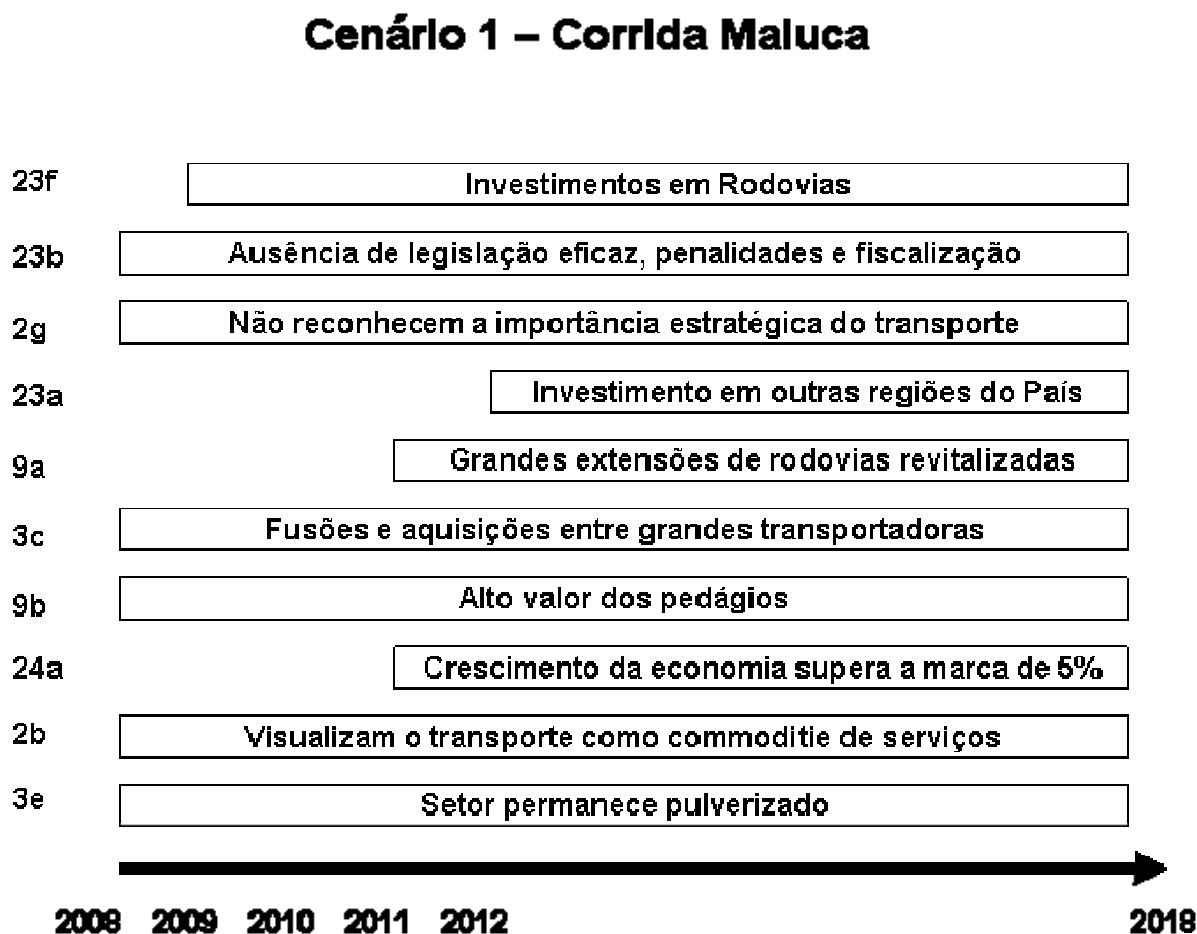 Cenário 1 – Corrida Maluca
23f Investimentos em Rodovias
23b Ausência de legislação eficaz, penalidades e fiscalização
2g Não reconhecem a importância estratégica do transporte
23a Investimento em outras regiões do País
9a Grandes extensões de rodovias revitalizadas
3c Fusões e aquisições entre grandes transportadoras
9b Alto valor dos pedágios
24a Crescimento da economia supera a marca de 5%
2b Visualizam o transporte como commoditie de serviços
3e Setor permanece pulverizado
2008 2009 2010 2011 2012 2018